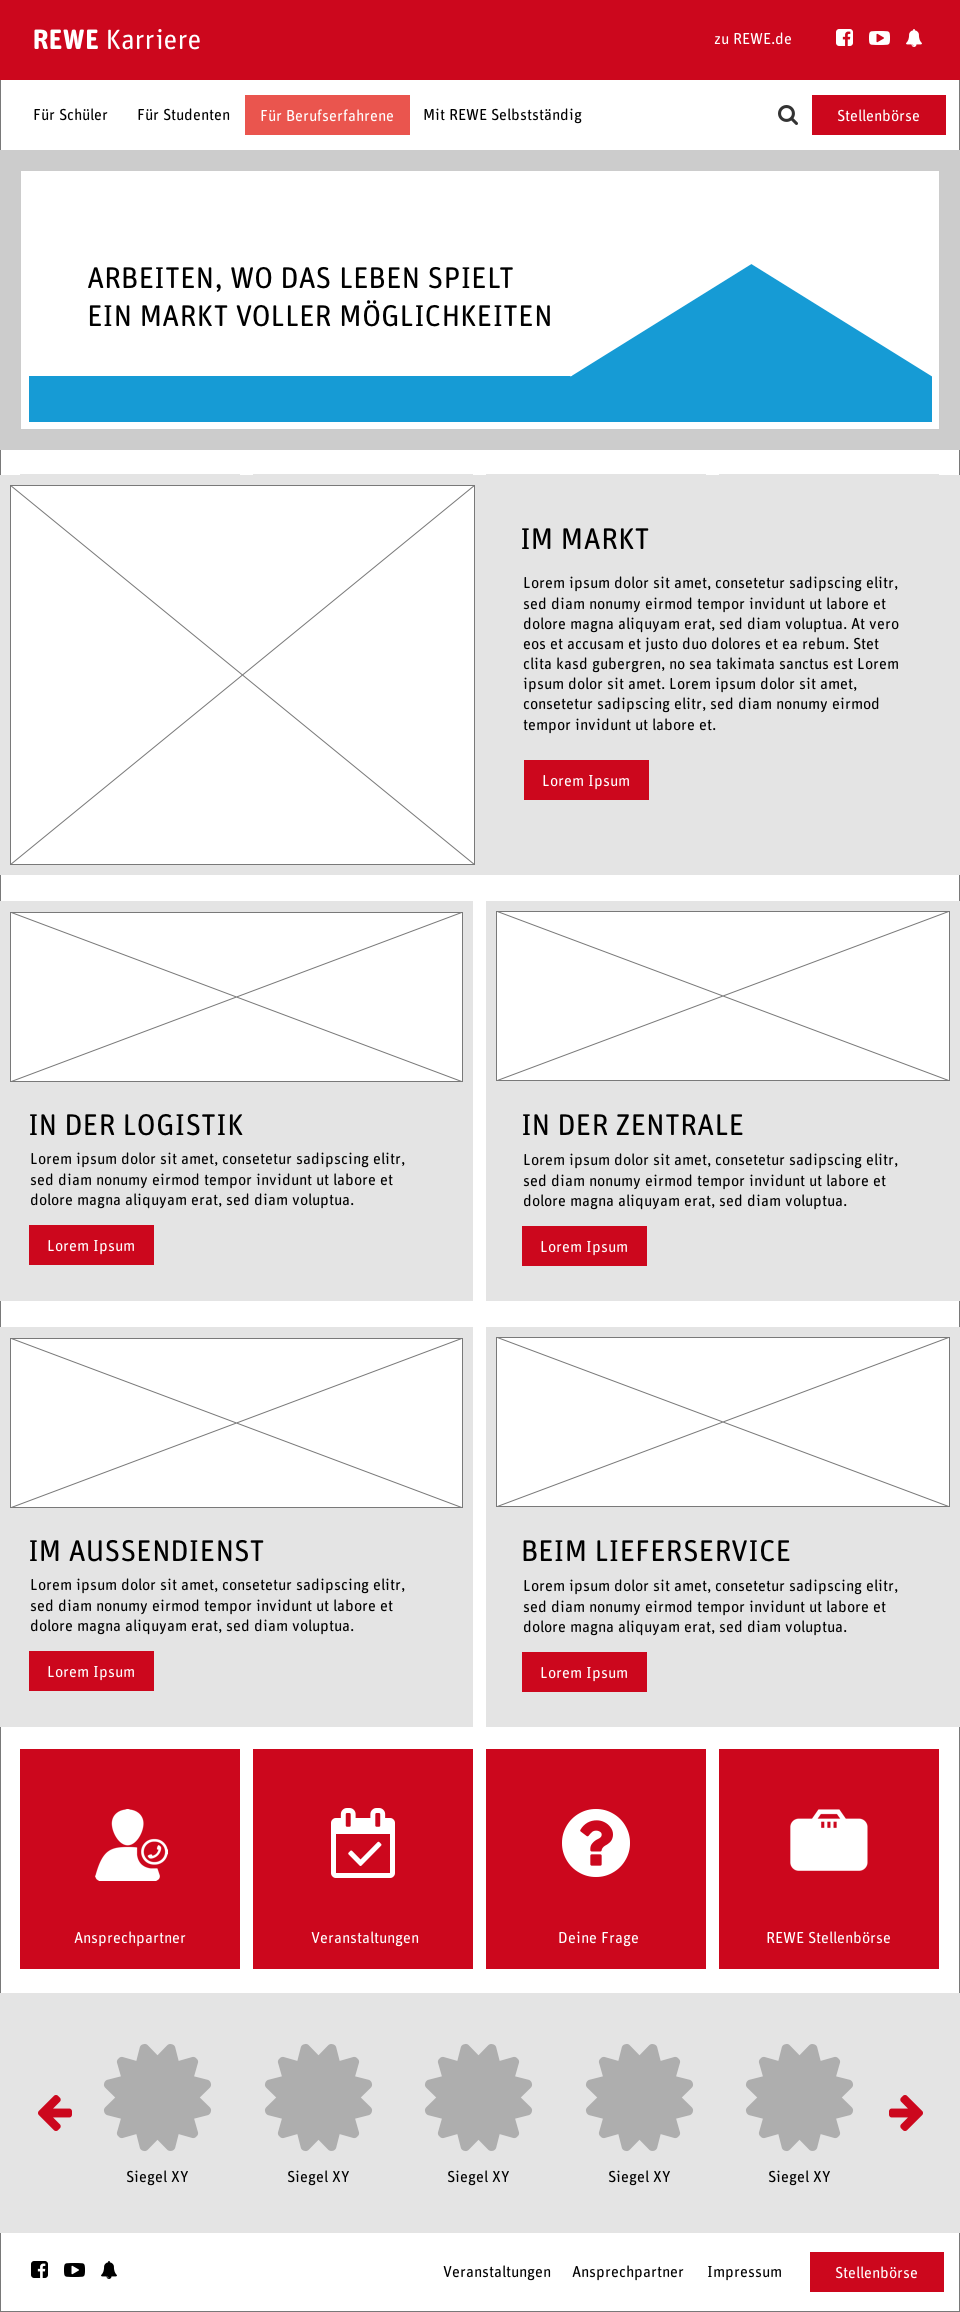 REWE Karriere
zu REWE.de
Für Schüler
Für Studenten
Für Berufserfahrene
Mit REWE Selbstständig
Stellenbörse
ARBEITEN, WO DAS LEBEN SPIELT
EIN MARKT VOLLER MÖGLICHKEITEN
IM MARKT
Lorem ipsum dolor sit amet, consetetur sadipscing elitr,
sed diam nonumy eirmod tempor invidunt ut labore et
dolore magna aliquyam erat, sed diam voluptua. At vero
eos et accusam et justo duo dolores et ea rebum. Stet
clita kasd gubergren, no sea takimata sanctus est Lorem
ipsum dolor sit amet. Lorem ipsum dolor sit amet,
consetetur sadipscing elitr, sed diam nonumy eirmod
tempor invidunt ut labore et.
Lorem Ipsum
IN DER LOGISTIK
Lorem ipsum dolor sit amet, consetetur sadipscing elitr,
sed diam nonumy eirmod tempor invidunt ut labore et
dolore magna aliquyam erat, sed diam voluptua.
Lorem Ipsum
IN DER ZENTRALE
Lorem ipsum dolor sit amet, consetetur sadipscing elitr,
sed diam nonumy eirmod tempor invidunt ut labore et
dolore magna aliquyam erat, sed diam voluptua.
Lorem Ipsum
IM AUSSENDIENST
Lorem ipsum dolor sit amet, consetetur sadipscing elitr,
sed diam nonumy eirmod tempor invidunt ut labore et
dolore magna aliquyam erat, sed diam voluptua.
Lorem Ipsum
BEIM LIEFERSERVICE
Lorem ipsum dolor sit amet, consetetur sadipscing elitr,
sed diam nonumy eirmod tempor invidunt ut labore et
dolore magna aliquyam erat, sed diam voluptua.
Lorem Ipsum
Ansprechpartner
Veranstaltungen
Deine Frage
REWE Stellenbörse
Siegel XY
Siegel XY
Siegel XY
Siegel XY
Siegel XY
Veranstaltungen
Ansprechpartner
Impressum
Stellenbörse